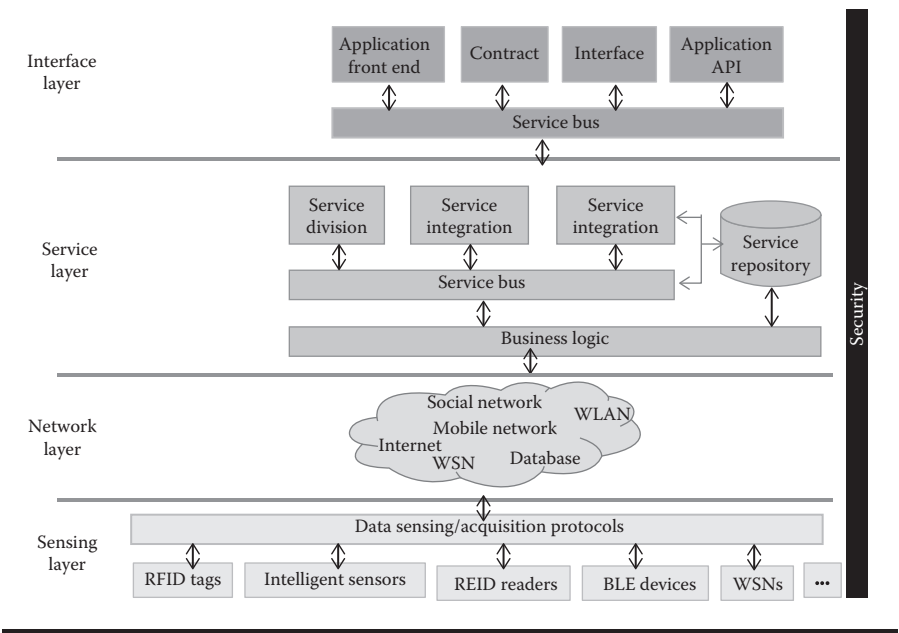 Interface
layer
Application
front end
Contract
Interface
Application
API
Service bus
Service
layer
Service
division
Service
integration
Service
integration
Service
repository
Service bus
Business logic
Network
layer
Social network
WLAN
Mobile network
Internet
WSN
Database
Sensing
layer
Data sensing/acquisition protocols
RFID tags
Intelligent sensors
REID readers
BLE devices
WSNs
...
Security